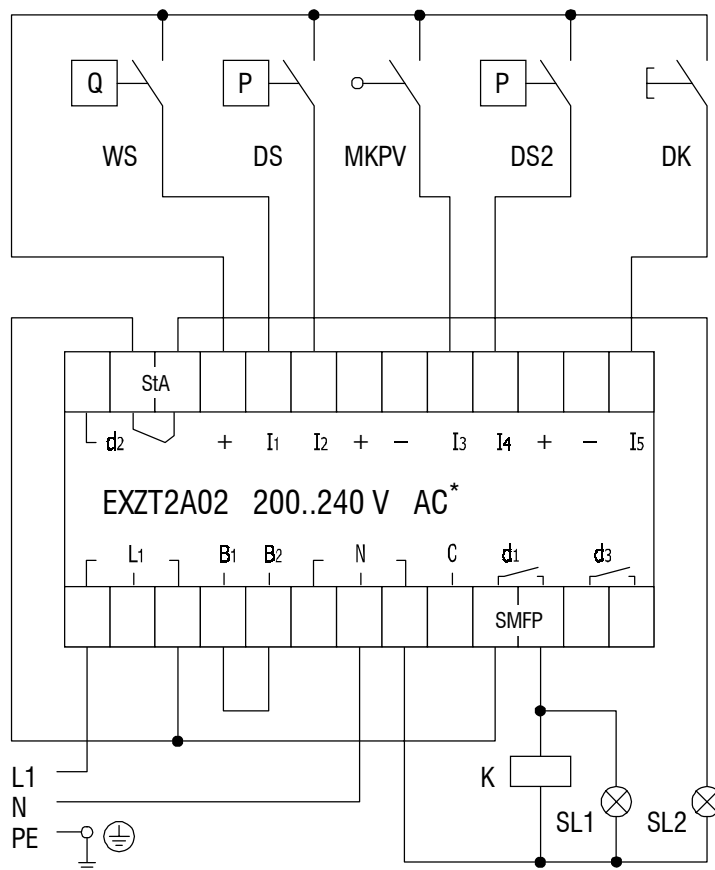 Q P P
WS DS MKPV DS2 DK
StA
d2 + I1 I2 + − I3 I4 + − I5
EXZT2A02 200..240 V AC*
L1 B1 B2 N C d1 d3
SMFP
L1
N
PE
K
SL1 SL2